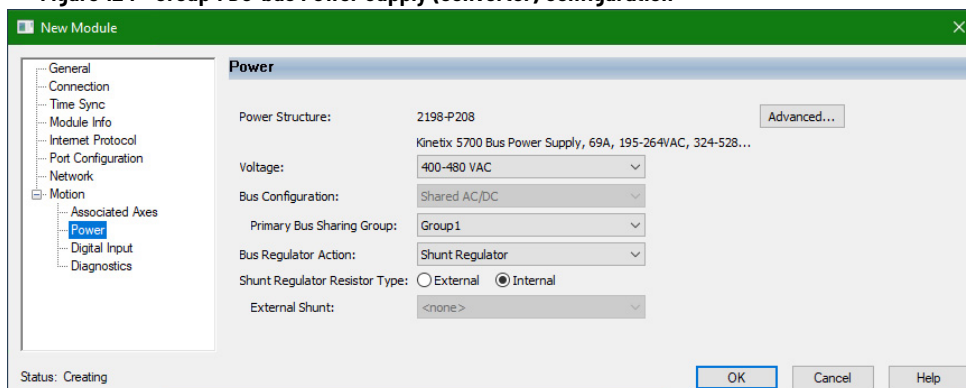 New Module
General
Connection
Time Sync
Module Info
Internet Protocol
Port Configuration
Network
Motion
Associated Axes
Power
Digital Input
Diagnostics
Power
Power Structure: 2198-P208 Advanced...
Kinetix 5700 Bus Power Supply, 69A, 195-264VAC, 324-528...
Voltage: 400-480 VAC
Bus Configuration: Shared AC/DC
Primary Bus Sharing Group: Group1
Bus Regulator Action: Shunt Regulator
Shunt Regulator Resistor Type: External Internal
External Shunt: <none>
Status: Creating
OK Cancel Help